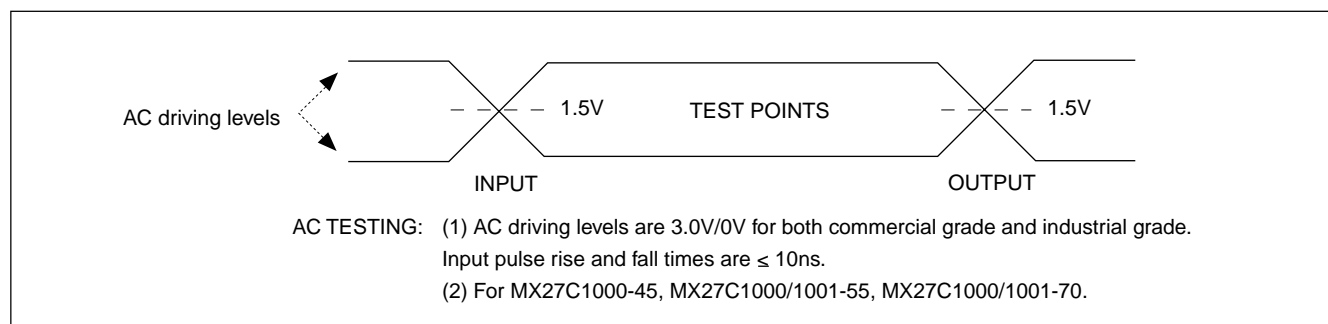 AC driving levels
1.5V
TEST POINTS
1.5V
INPUT
OUTPUT
AC TESTING: (1) AC driving levels are 3.0V/0V for both commercial grade and industrial grade.
Input pulse rise and fall times are ≤ 10ns.
(2) For MX27C1000-45, MX27C1000/1001-55, MX27C1000/1001-70.